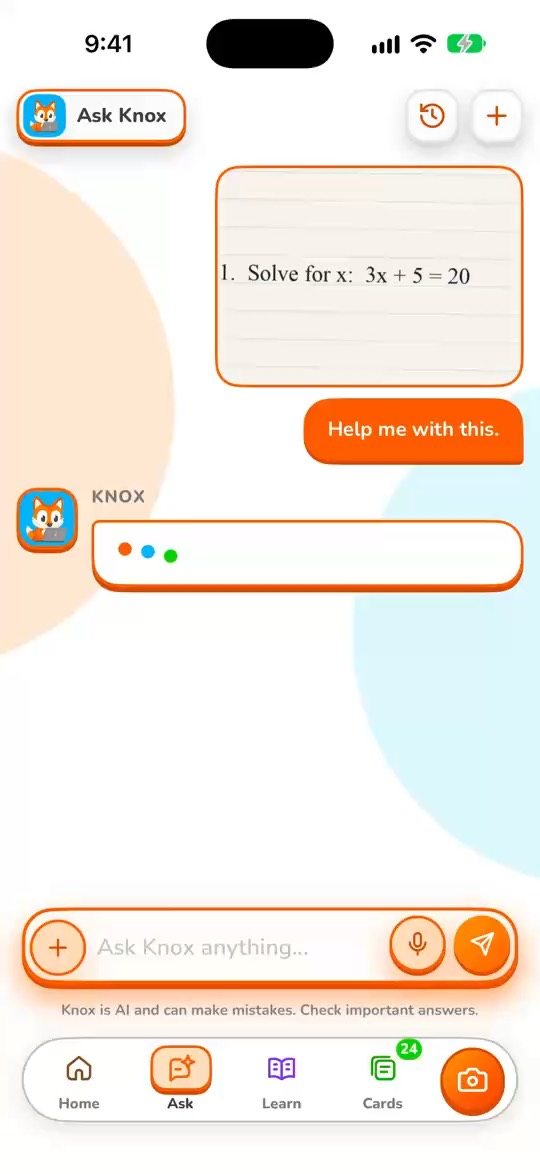 9:41
Ask Knox
1. Solve for x: 3x + 5 = 20
Help me with this.
KNOX
Ask Knox anything...
Knox is AI and can make mistakes. Check important answers.
24
Home Ask Learn Cards